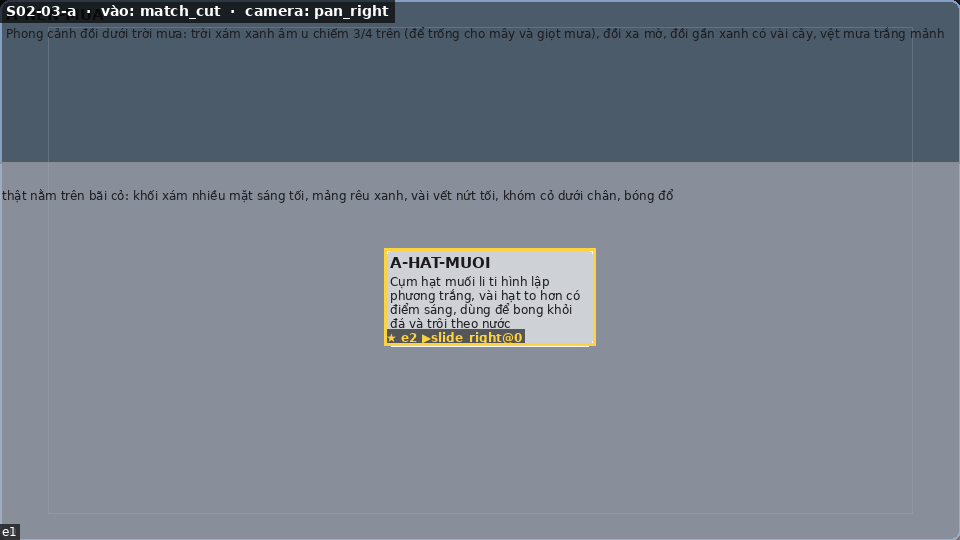 S02-03-a · vào: match_cut · camera: pan_right
Phong cảnh đồi dưới trời mưa: trời xám xanh âm u chiếm 3/4 trên (để trống cho mây và giọt mưa), đồi xa mờ, đồi gần xanh có vài cây, vệt mưa trắng mảnh
thật nằm trên bãi cỏ: khối xám nhiều mặt sáng tối, mảng rêu xanh, vài vết nứt tối, khóm cỏ dưới chân, bóng đổ
A-HAT-MUOI
Cụm hạt muối li ti hình lập
phương trắng, vài hạt to hơn có
điểm sáng, dùng để bong khỏi
đá và trôi theo nước
★ e2 ▶slide_right@0
e1